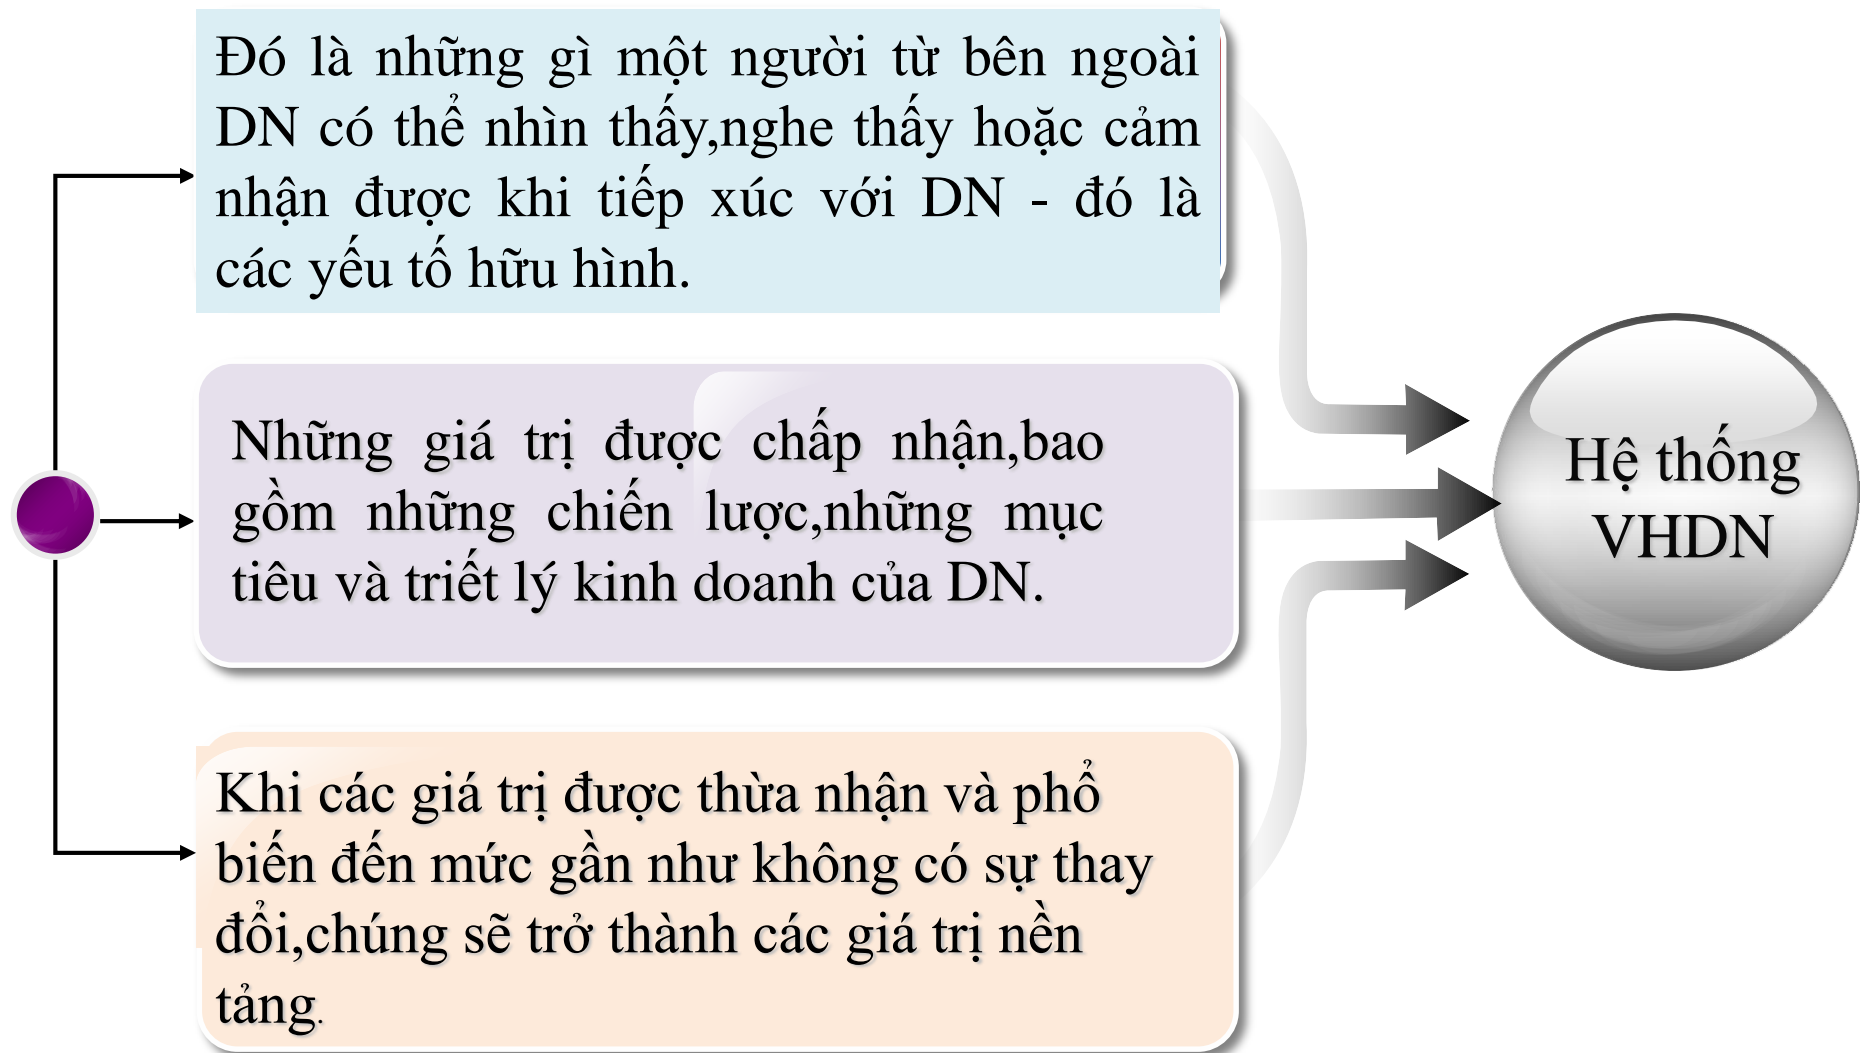 Đó là những gì một người từ bên ngoài
DN có thể nhìn thấy,nghe thấy hoặc cảm
nhận được khi tiếp xúc với DN - đó là
các yếu tố hữu hình.
Những giá trị được chấp nhận,bao
gồm những chiến lược,những mục
tiêu và triết lý kinh doanh của DN.
Khi các giá trị được thừa nhận và phổ
biến đến mức gần như không có sự thay
đổi,chúng sẽ trở thành các giá trị nền
tảng.
Hệ thống
VHDN